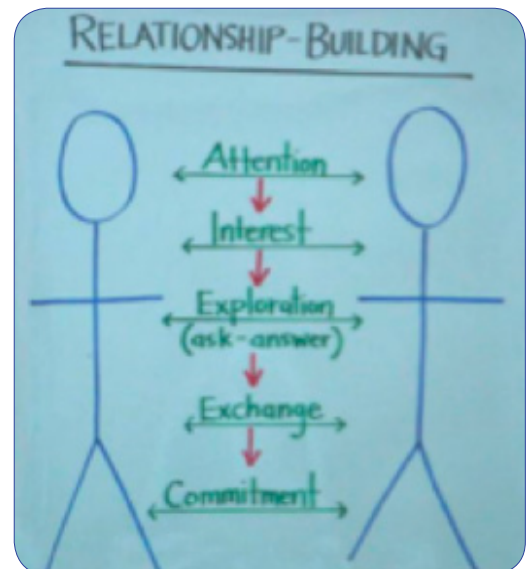 RELATIONSHIP-BUILDING
Attention
Interest
Exploration
(ask-answer)
Exchange
Commitment